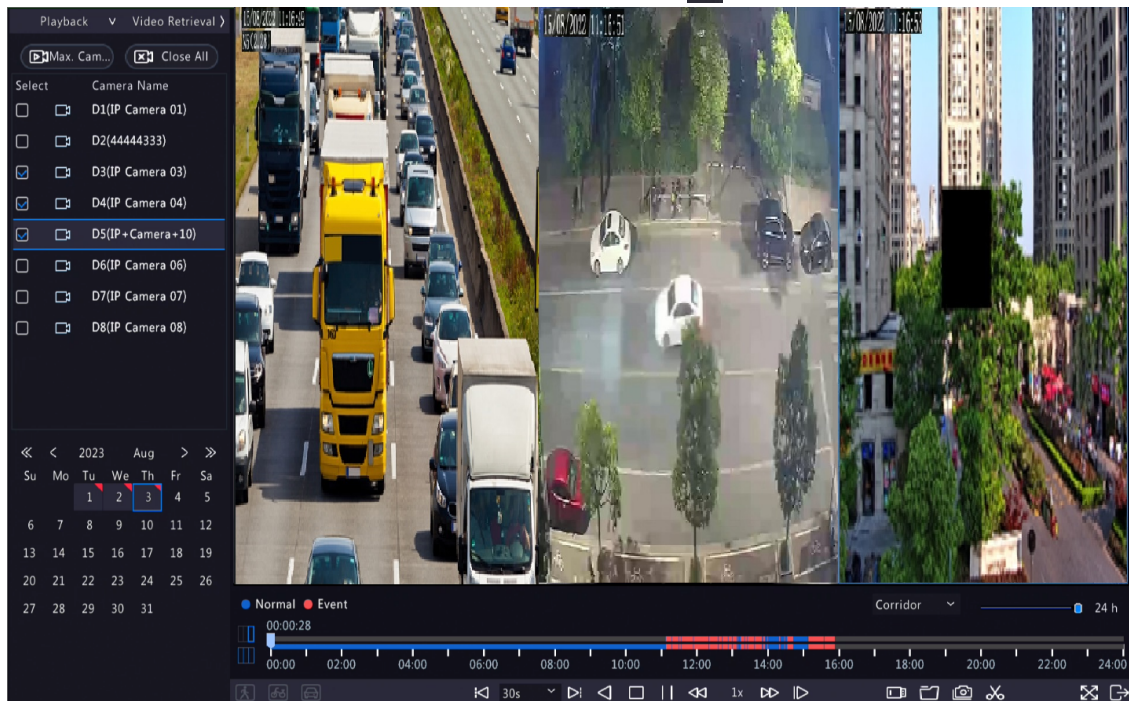 Playback Video Retrieval
Max. Cam... Close All
Select Camera Name
D1(IP Camera 01)
D2(44444333)
D3(IP Camera 03)
D4(IP Camera 04)
D5(IP+Camera+10)
D6(IP Camera 06)
D7(IP Camera 07)
D8(IP Camera 08)
2023 Aug
Su Mo Tu We Th Fr Sa
1 2 3 4 5
6 7 8 9 10 11 12
13 14 15 16 17 18 19
20 21 22 23 24 25 26
27 28 29 30 31
15/08/2022 11:16:51
Normal Event
Corridor 24 h
00:00:28
00:00 02:00 04:00 06:00 08:00 10:00 12:00 14:00 16:00 18:00 20:00 22:00 24:00
30s 1x